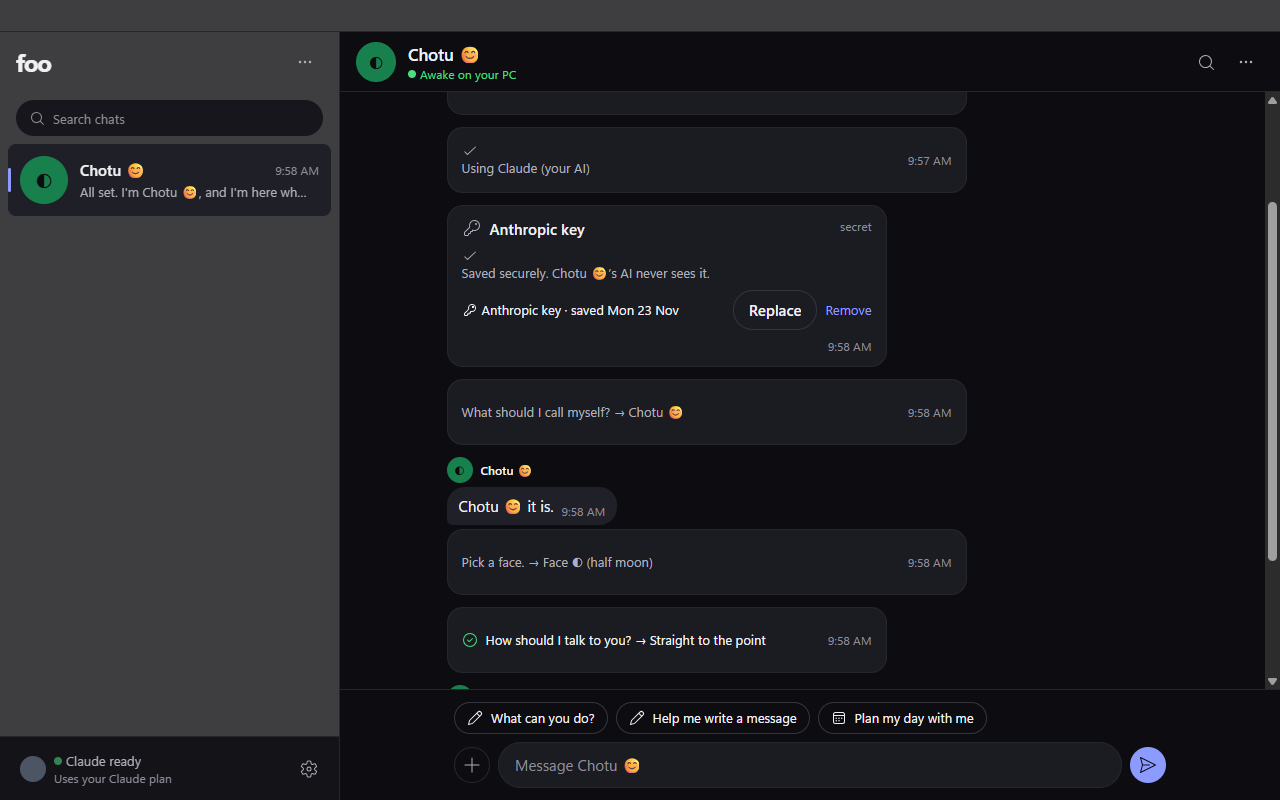 foo
Search chats
Chotu 😊
9:58 AM
All set. I'm Chotu 😊, and I'm here wh...
Claude ready
Uses your Claude plan
Chotu 😊
Awake on your PC
Using Claude (your AI)
9:57 AM
Anthropic key
secret
Saved securely. Chotu 😊's AI never sees it.
Anthropic key · saved Mon 23 Nov
Replace
Remove
9:58 AM
What should I call myself? → Chotu 😊
9:58 AM
Chotu 😊
Chotu 😊 it is.
9:58 AM
Pick a face. → Face ◐ (half moon)
9:58 AM
How should I talk to you? → Straight to the point
9:58 AM
What can you do?
Help me write a message
Plan my day with me
Message Chotu 😊